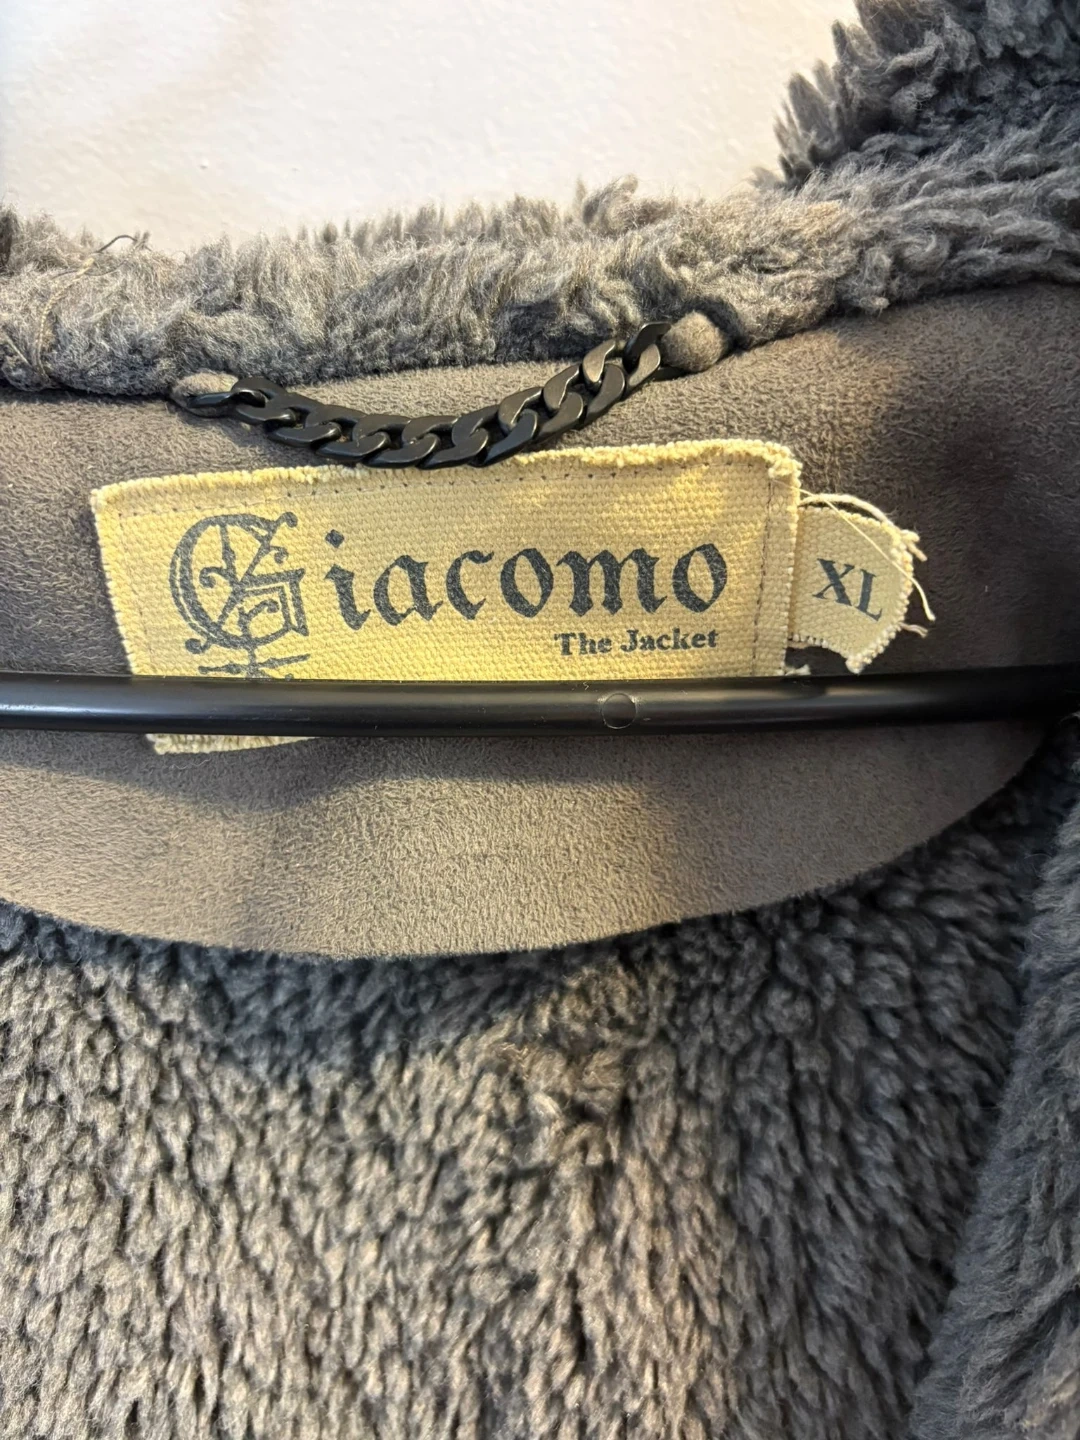 Giacomo
The Jacket
XL